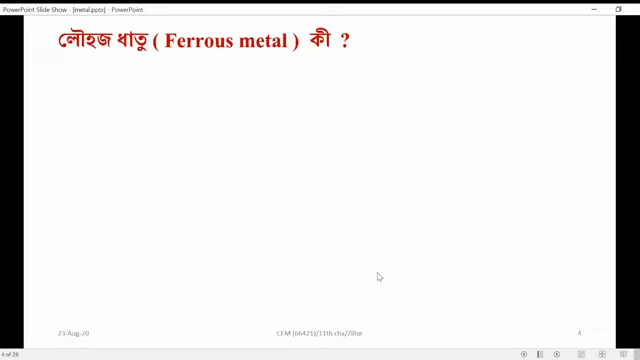 PowerPoint Slide Show - [metal.pptx] - PowerPoint
লৌহজ ধাতু ( Ferrous metal ) কী ?
23-Aug-20
CEM:(66421)/11th cha/Zillur
4
4 of 28